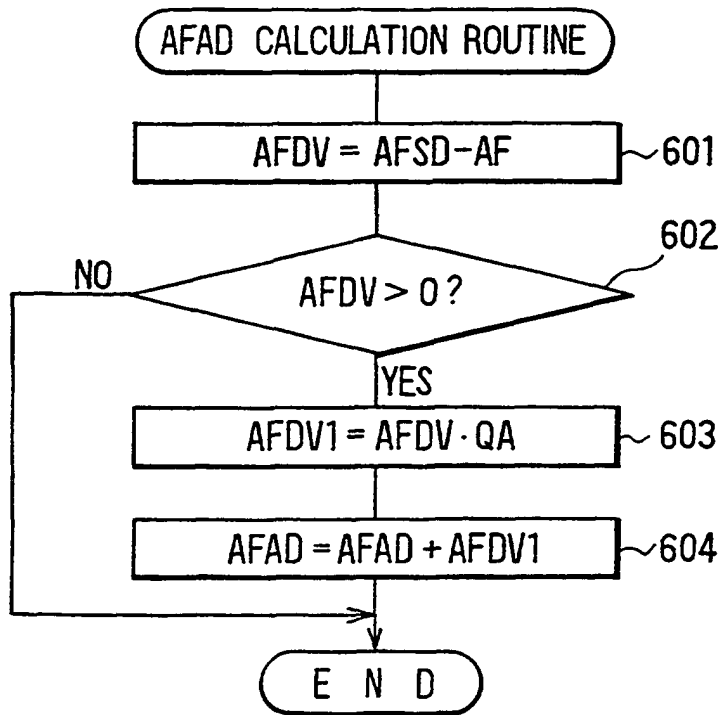 AFAD CALCULATION ROUTINE
AFDV = AFSD-AF
601
602
NO
AFDV > 0 ?
YES
AFDV1 = AFDV · QA
603
AFAD = AFAD + AFDV1
604
E N D